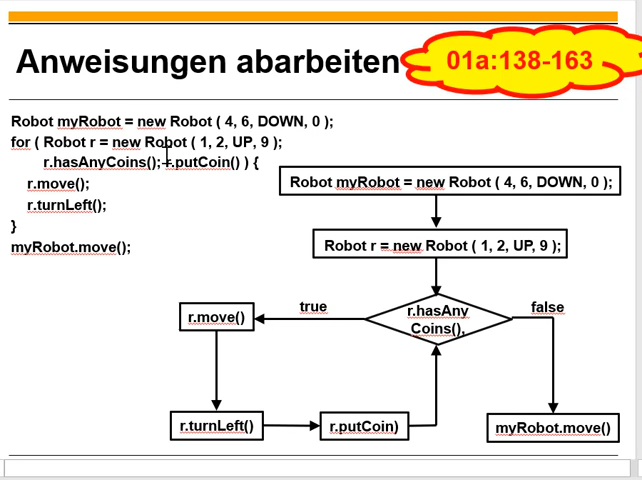 Anweisungen abarbeiten
01a:138-163
Robot myRobot = new Robot ( 4, 6, DOWN, 0 );
for ( Robot r = new Robot ( 1, 2, UP, 9 );
r.hasAnyCoins(); r.putCoin() ) {
r.move();
r.turnLeft();
}
myRobot.move();
Robot myRobot = new Robot ( 4, 6, DOWN, 0 );
Robot r = new Robot ( 1, 2, UP, 9 );
r.hasAny
Coins(),
true
false
r.move()
r.turnLeft()
r.putCoin)
myRobot.move()